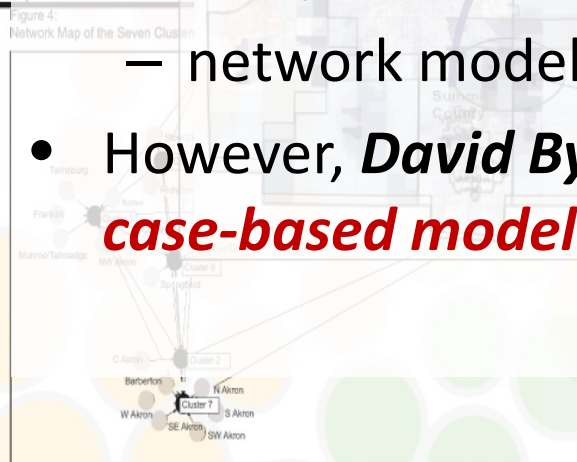 Figure 4:
Network Map of the Seven Clus
– network model
Summ
County
• However, David By
Twinsburg
Franklin
case-based model
Munroe/Tallmadge
NW Akron
Cluster 6
Springfield
C Akron
Cluster 2
Barberton
N Akron
Cluster 7
W Akron
S Akron
SE Akron
SW Akron